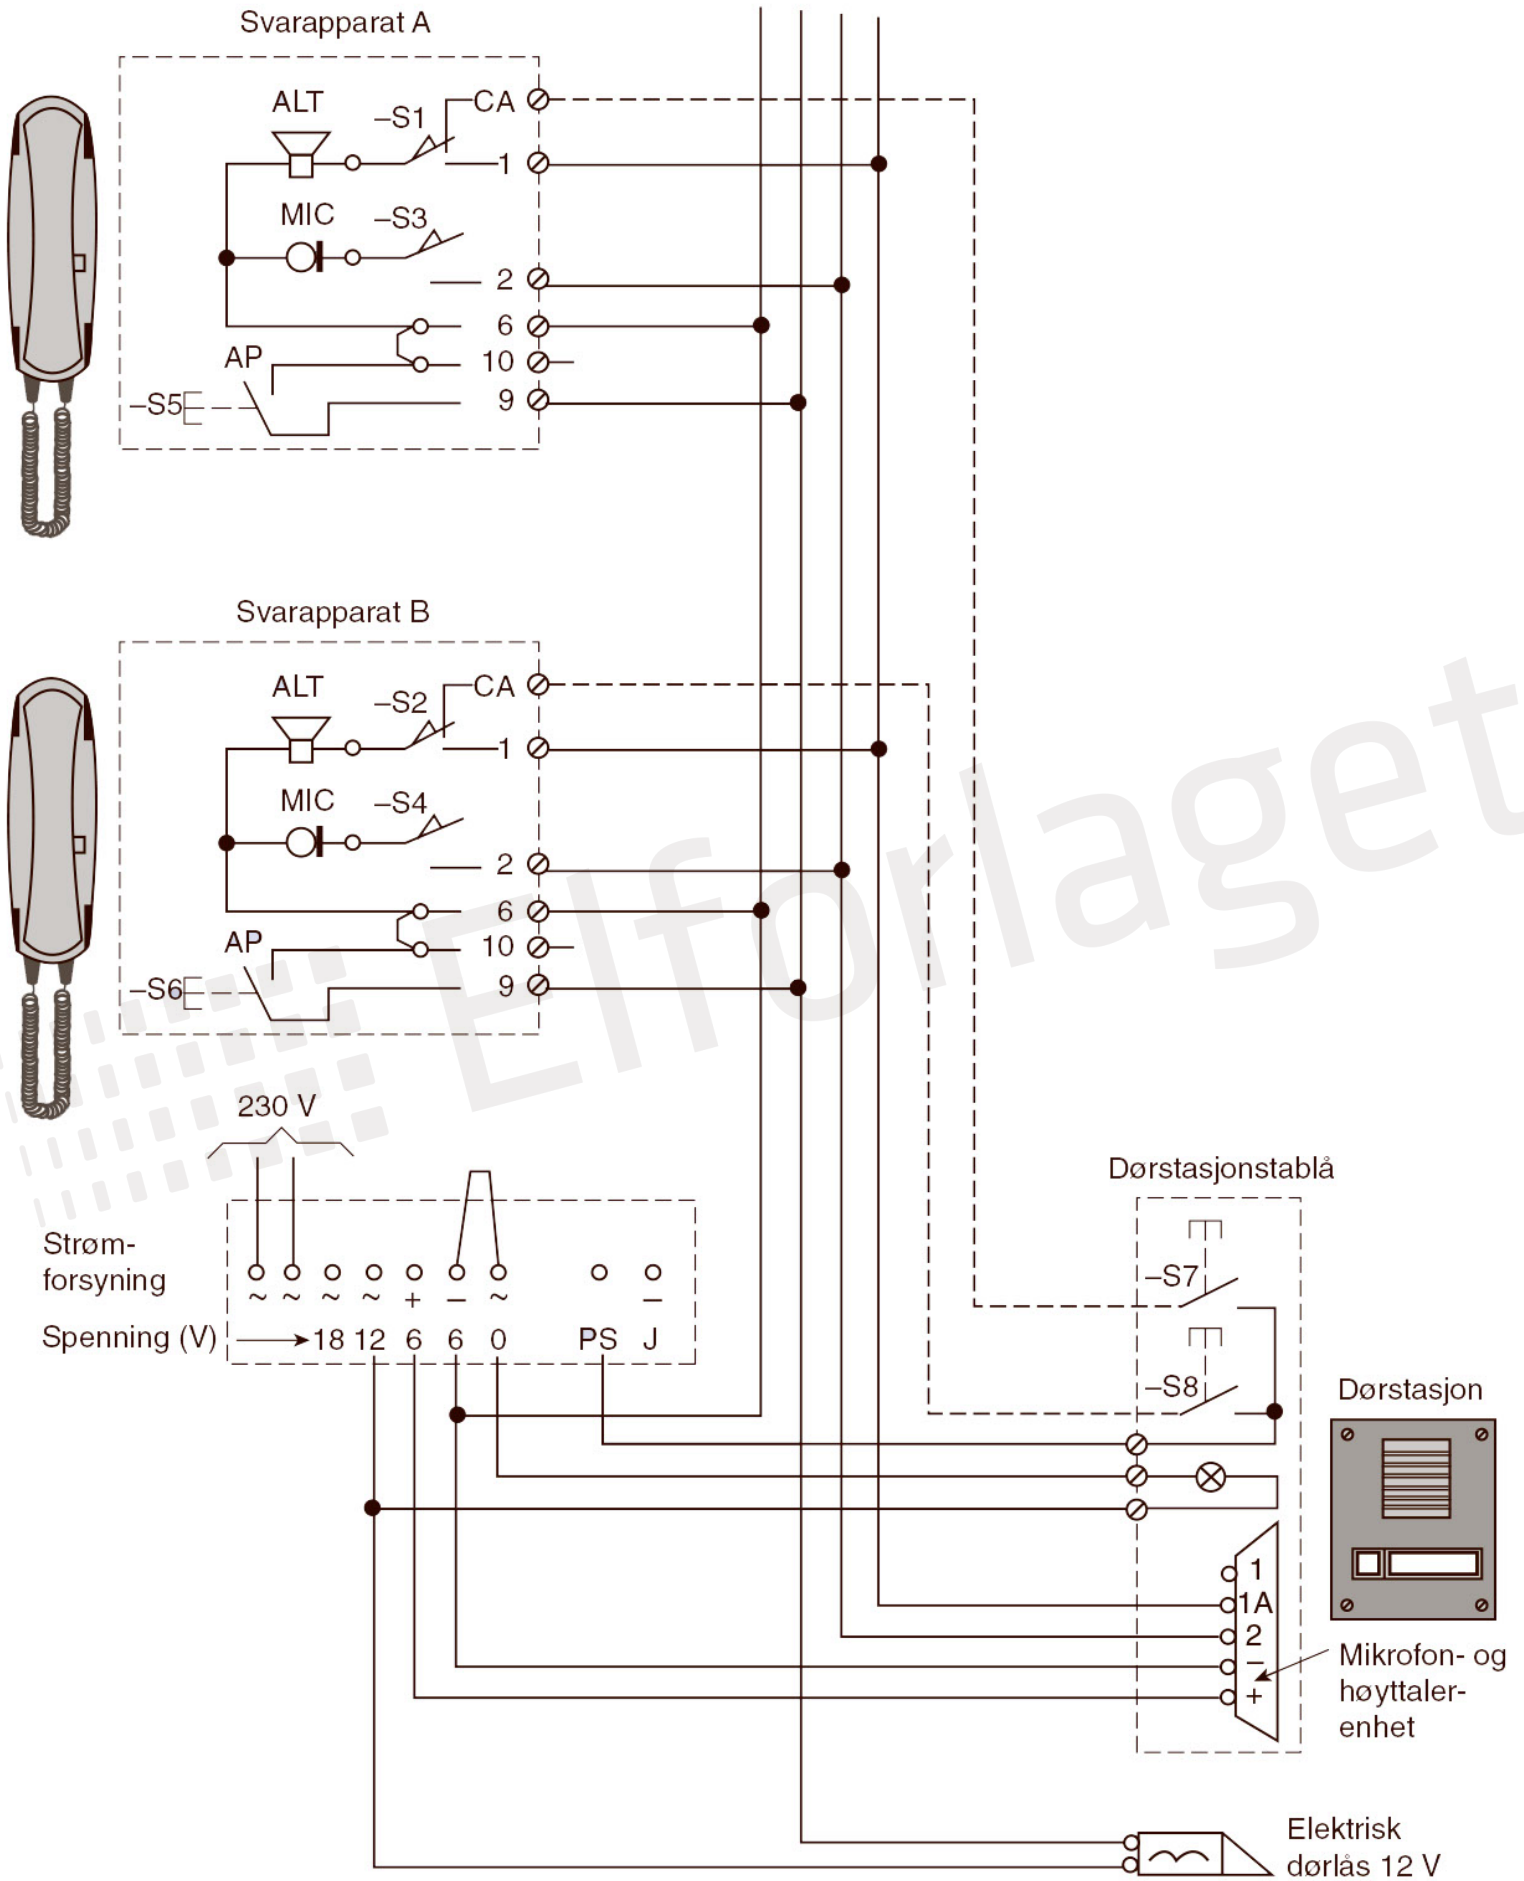 Svarapparat A
ALT
–S1
CA
1
MIC
–S3
2
6
10
AP
9
–S5
Svarapparat B
ALT
–S2
CA
1
MIC
–S4
2
6
10
AP
9
–S6
Elforlaget
230 V
Strøm-
forsyning
~ ~ ~ ~ + – ~ –
Spenning (V) 18 12 6 6 0 PS J
Dørstasjonstablå
–S7
–S8
Dørstasjon
1
1A
2
–
+
Mikrofon- og
høyttaler-
enhet
Elektrisk
dørlås 12 V